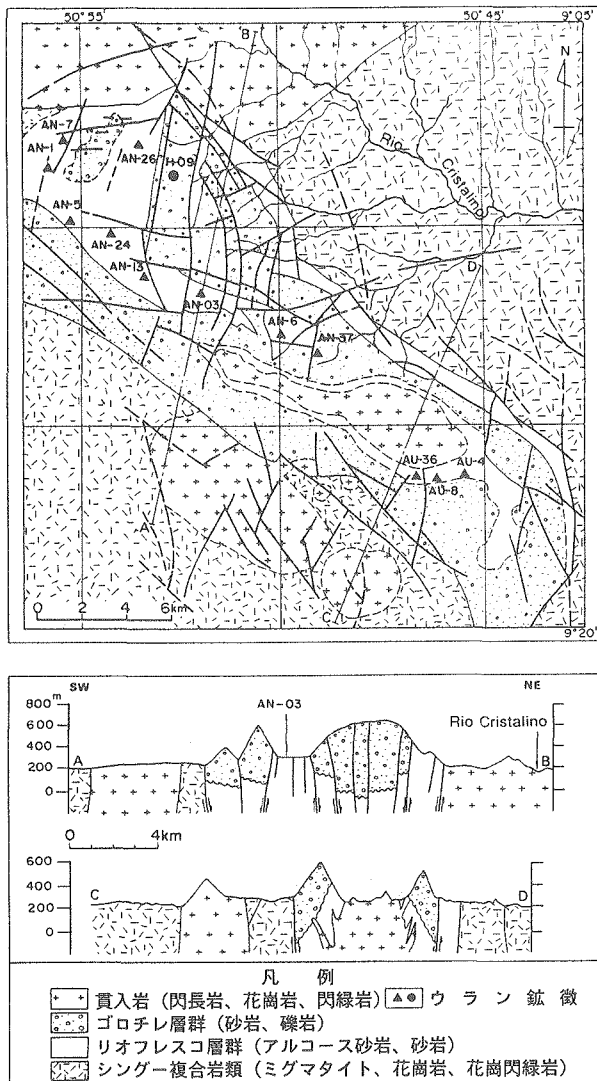 50°55'
50°45'
9°05'
B
N
AN-7
AN-1
AN-26
H-09
Rio
Cristalino
AN-5
AN-24
AN-13
D
AN-03
AN-6
AN-37
AU-36
AU-4
AU-8
A
C
0 2 4 6km
9°20'
SW
NE
800m
AN-03
600
Rio Cristalino
400
200
A
B
0
0 4km
600
400
C
D
200
0
凡 例
貫入岩（閃長岩、花崗岩、閃緑岩） ウ ラ ン 鉱 徴
ゴロチレ層群（砂岩、礫岩）
リオフレスコ層群（アルコース砂岩、砂岩）
シングー複合岩類（ミグマタイト、花崗岩、花崗閃緑岩）